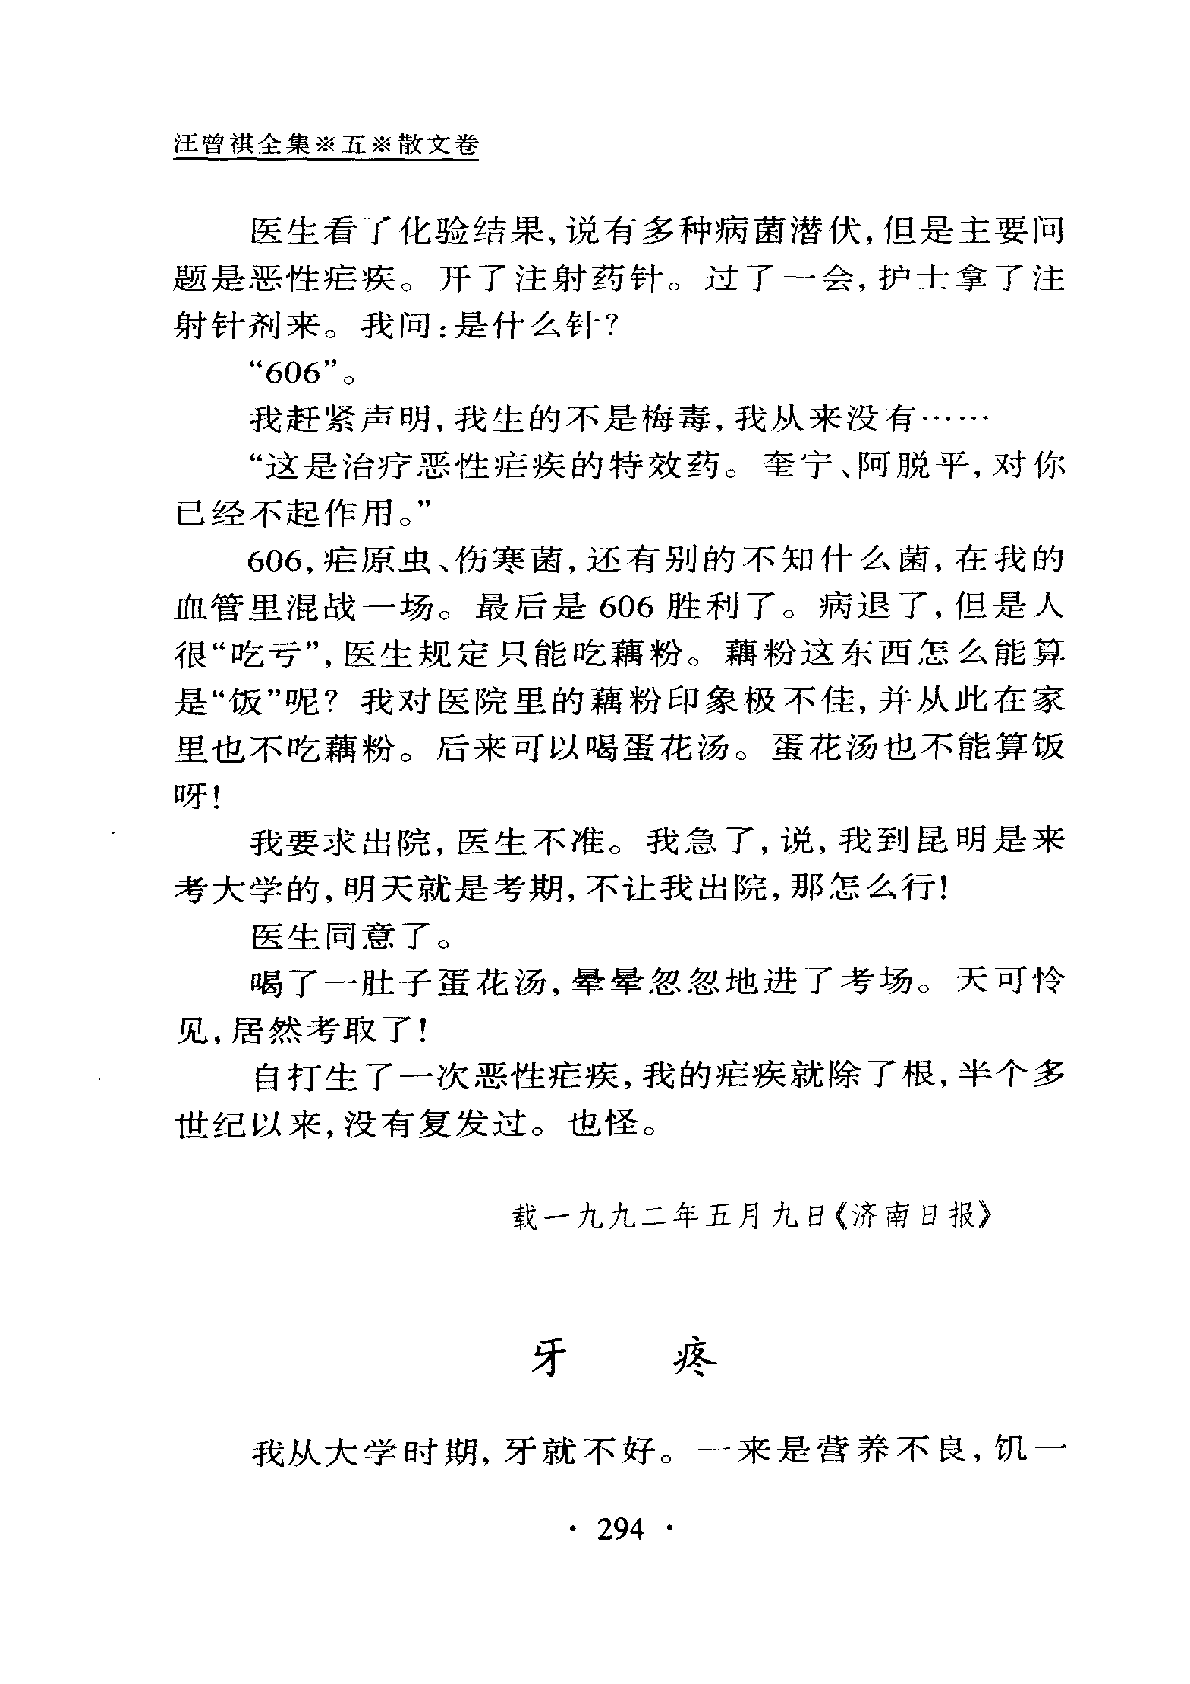 汪曾祺全集※五※散文卷
医生看了化验结果，说有多种病菌潜伏，但是主要问
题是恶性疟疾。开了注射药针。过了一会，护士拿了注
射针剂来。我问：是什么针？
“606”。
我赶紧声明，我生的不是梅毒，我从来没有……
“这是治疗恶性疟疾的特效药。奎宁、阿脱平，对你
已经不起作用。”
606，疟原虫、伤寒菌，还有别的不知什么菌，在我的
血管里混战一场。最后是606胜利了。病退了，但是人
很“吃亏”，医生规定只能吃藕粉。藕粉这东西怎么能算
是“饭”呢？我对医院里的藕粉印象极不佳，并从此在家
里也不吃藕粉。后来可以喝蛋花汤。蛋花汤也不能算饭
呀！
我要求出院，医生不准。我急了，说，我到昆明是来
考大学的，明天就是考期，不让我出院，那怎么行！
医生同意了。
喝了一肚子蛋花汤，晕晕忽忽地进了考场。天可怜
见，居然考取了！
自打生了一次恶性疟疾，我的疟疾就除了根，半个多
世纪以来，没有复发过。也怪。
载一九九二年五月九日《济南日报》
牙 疼
我从大学时期，牙就不好。一来是营养不良，饥一
· 294 ·